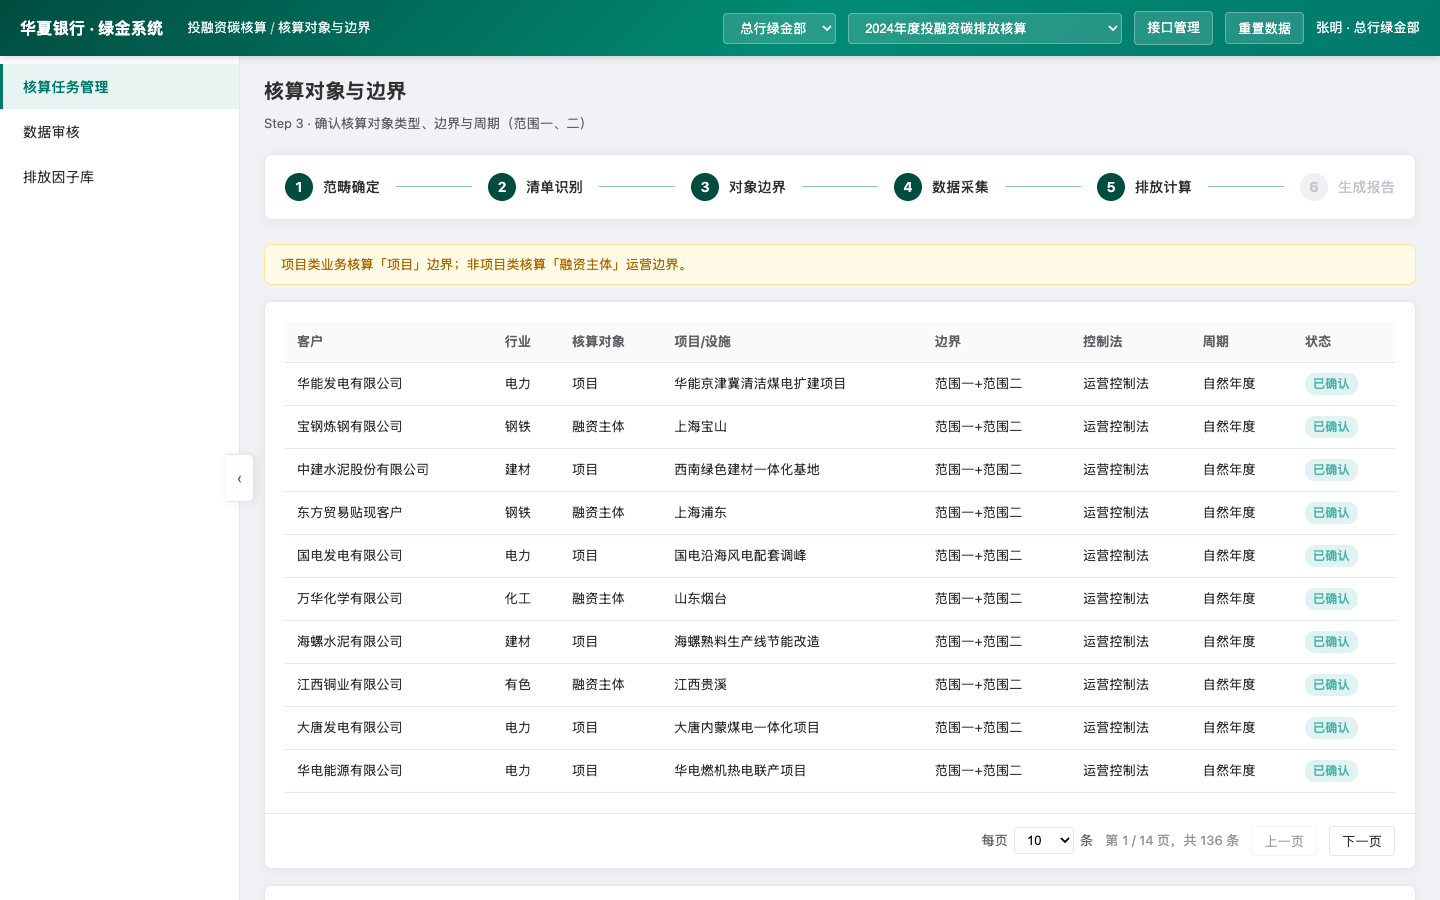 华夏银行 · 绿金系统 投融资碳核算 / 核算对象与边界 总行绿金部 2024年度投融资碳排放核算 接口管理 重置数据 张明 · 总行绿金部
核算任务管理
数据审核
排放因子库
‹
核算对象与边界
Step 3 · 确认核算对象类型、边界与周期（范围一、二）
1 范畴确定 2 清单识别 3 对象边界 4 数据采集 5 排放计算 6 生成报告
项目类业务核算「项目」边界；非项目类核算「融资主体」运营边界。
客户 行业 核算对象 项目/设施 边界 控制法 周期 状态
华能发电有限公司 电力 项目 华能京津冀清洁煤电扩建项目 范围一+范围二 运营控制法 自然年度 已确认
宝钢炼钢有限公司 钢铁 融资主体 上海宝山 范围一+范围二 运营控制法 自然年度 已确认
中建水泥股份有限公司 建材 项目 西南绿色建材一体化基地 范围一+范围二 运营控制法 自然年度 已确认
东方贸易贴现客户 钢铁 融资主体 上海浦东 范围一+范围二 运营控制法 自然年度 已确认
国电发电有限公司 电力 项目 国电沿海风电配套调峰 范围一+范围二 运营控制法 自然年度 已确认
万华化学有限公司 化工 融资主体 山东烟台 范围一+范围二 运营控制法 自然年度 已确认
海螺水泥有限公司 建材 项目 海螺熟料生产线节能改造 范围一+范围二 运营控制法 自然年度 已确认
江西铜业有限公司 有色 融资主体 江西贵溪 范围一+范围二 运营控制法 自然年度 已确认
大唐发电有限公司 电力 项目 大唐内蒙煤电一体化项目 范围一+范围二 运营控制法 自然年度 已确认
华电能源有限公司 电力 项目 华电燃机热电联产项目 范围一+范围二 运营控制法 自然年度 已确认
每页 10 条 第 1 / 14 页，共 136 条 上一页 下一页